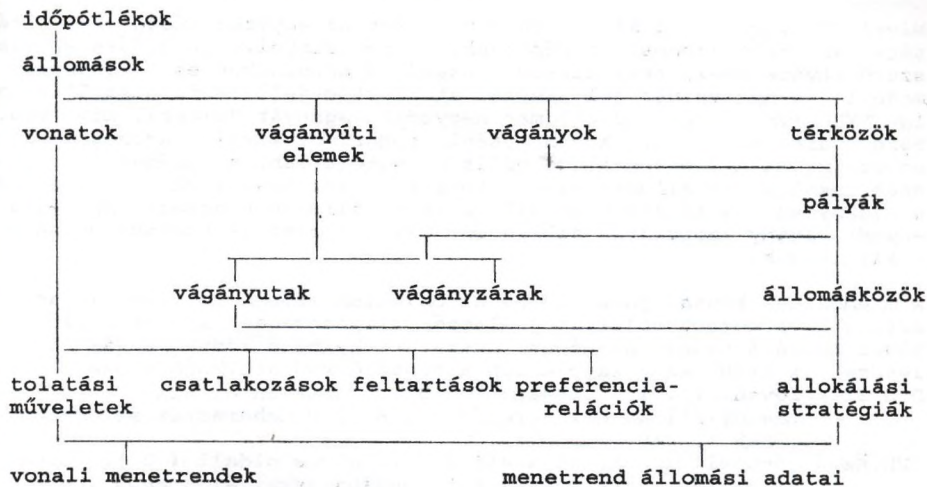 időpótlékok
állomások
vonatok vágányúti vágányok térközök
elemek
pályák
vágányutak vágányzárak állomásközök
tolatási csatlakozások feltartások preferencia- allokálási
műveletek relációk stratégiák
vonali menetrendek menetrend állomási adatai